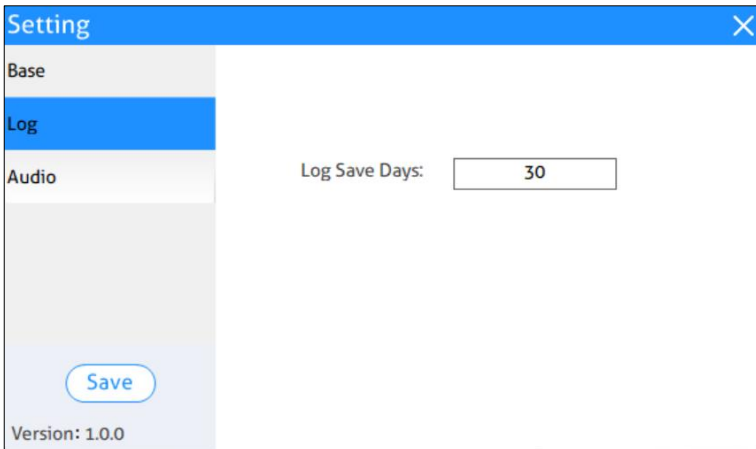 Setting
Base
Log
Audio
Log Save Days: 30
Save
Version: 1.0.0